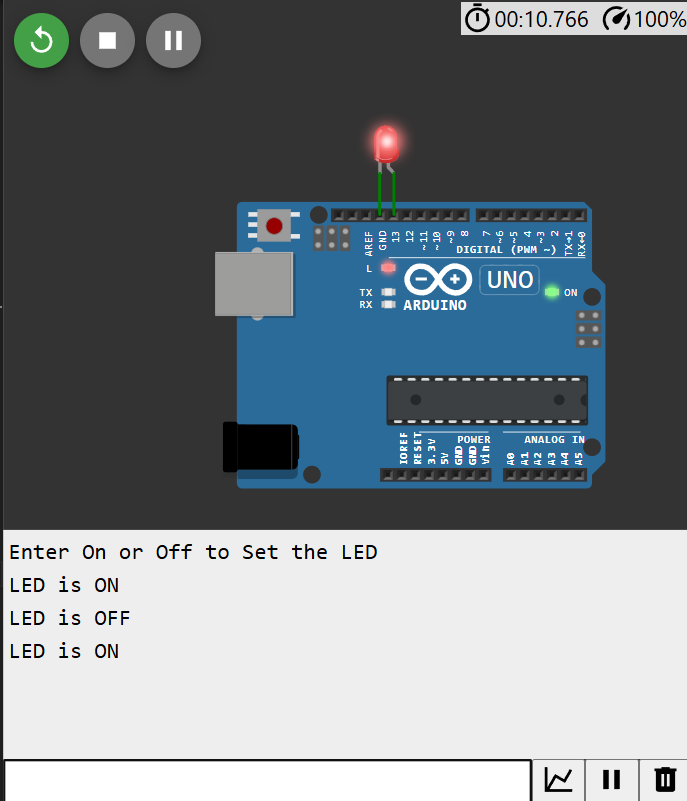 00:10.766 100%
AREF GND 13 12 ~11 ~10 ~9 8 7 ~6 ~5 4 ~3 2 TX→1 RX←0
DIGITAL (PWM ~)
L
UNO
TX
ON
RX
ARDUINO
POWER
ANALOG IN
IOREF RESET 3.3V 5V GND GND Vin A0 A1 A2 A3 A4 A5
Enter On or Off to Set the LED
LED is ON
LED is OFF
LED is ON